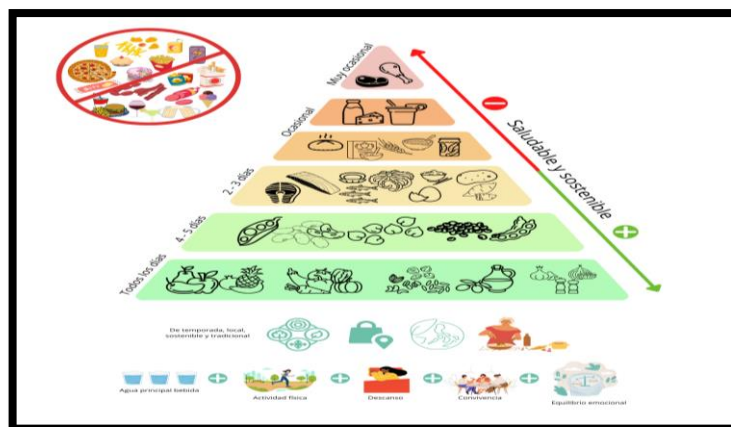 Muy ocasional
Ocasional
2 - 3 días
4 - 5 días
Todos los días
Saludable y sostenible
De temporada, local,
sostenible y tradicional
Agua principal bebida
Actividad física
Descanso
Convivencia
Equilibrio emocional